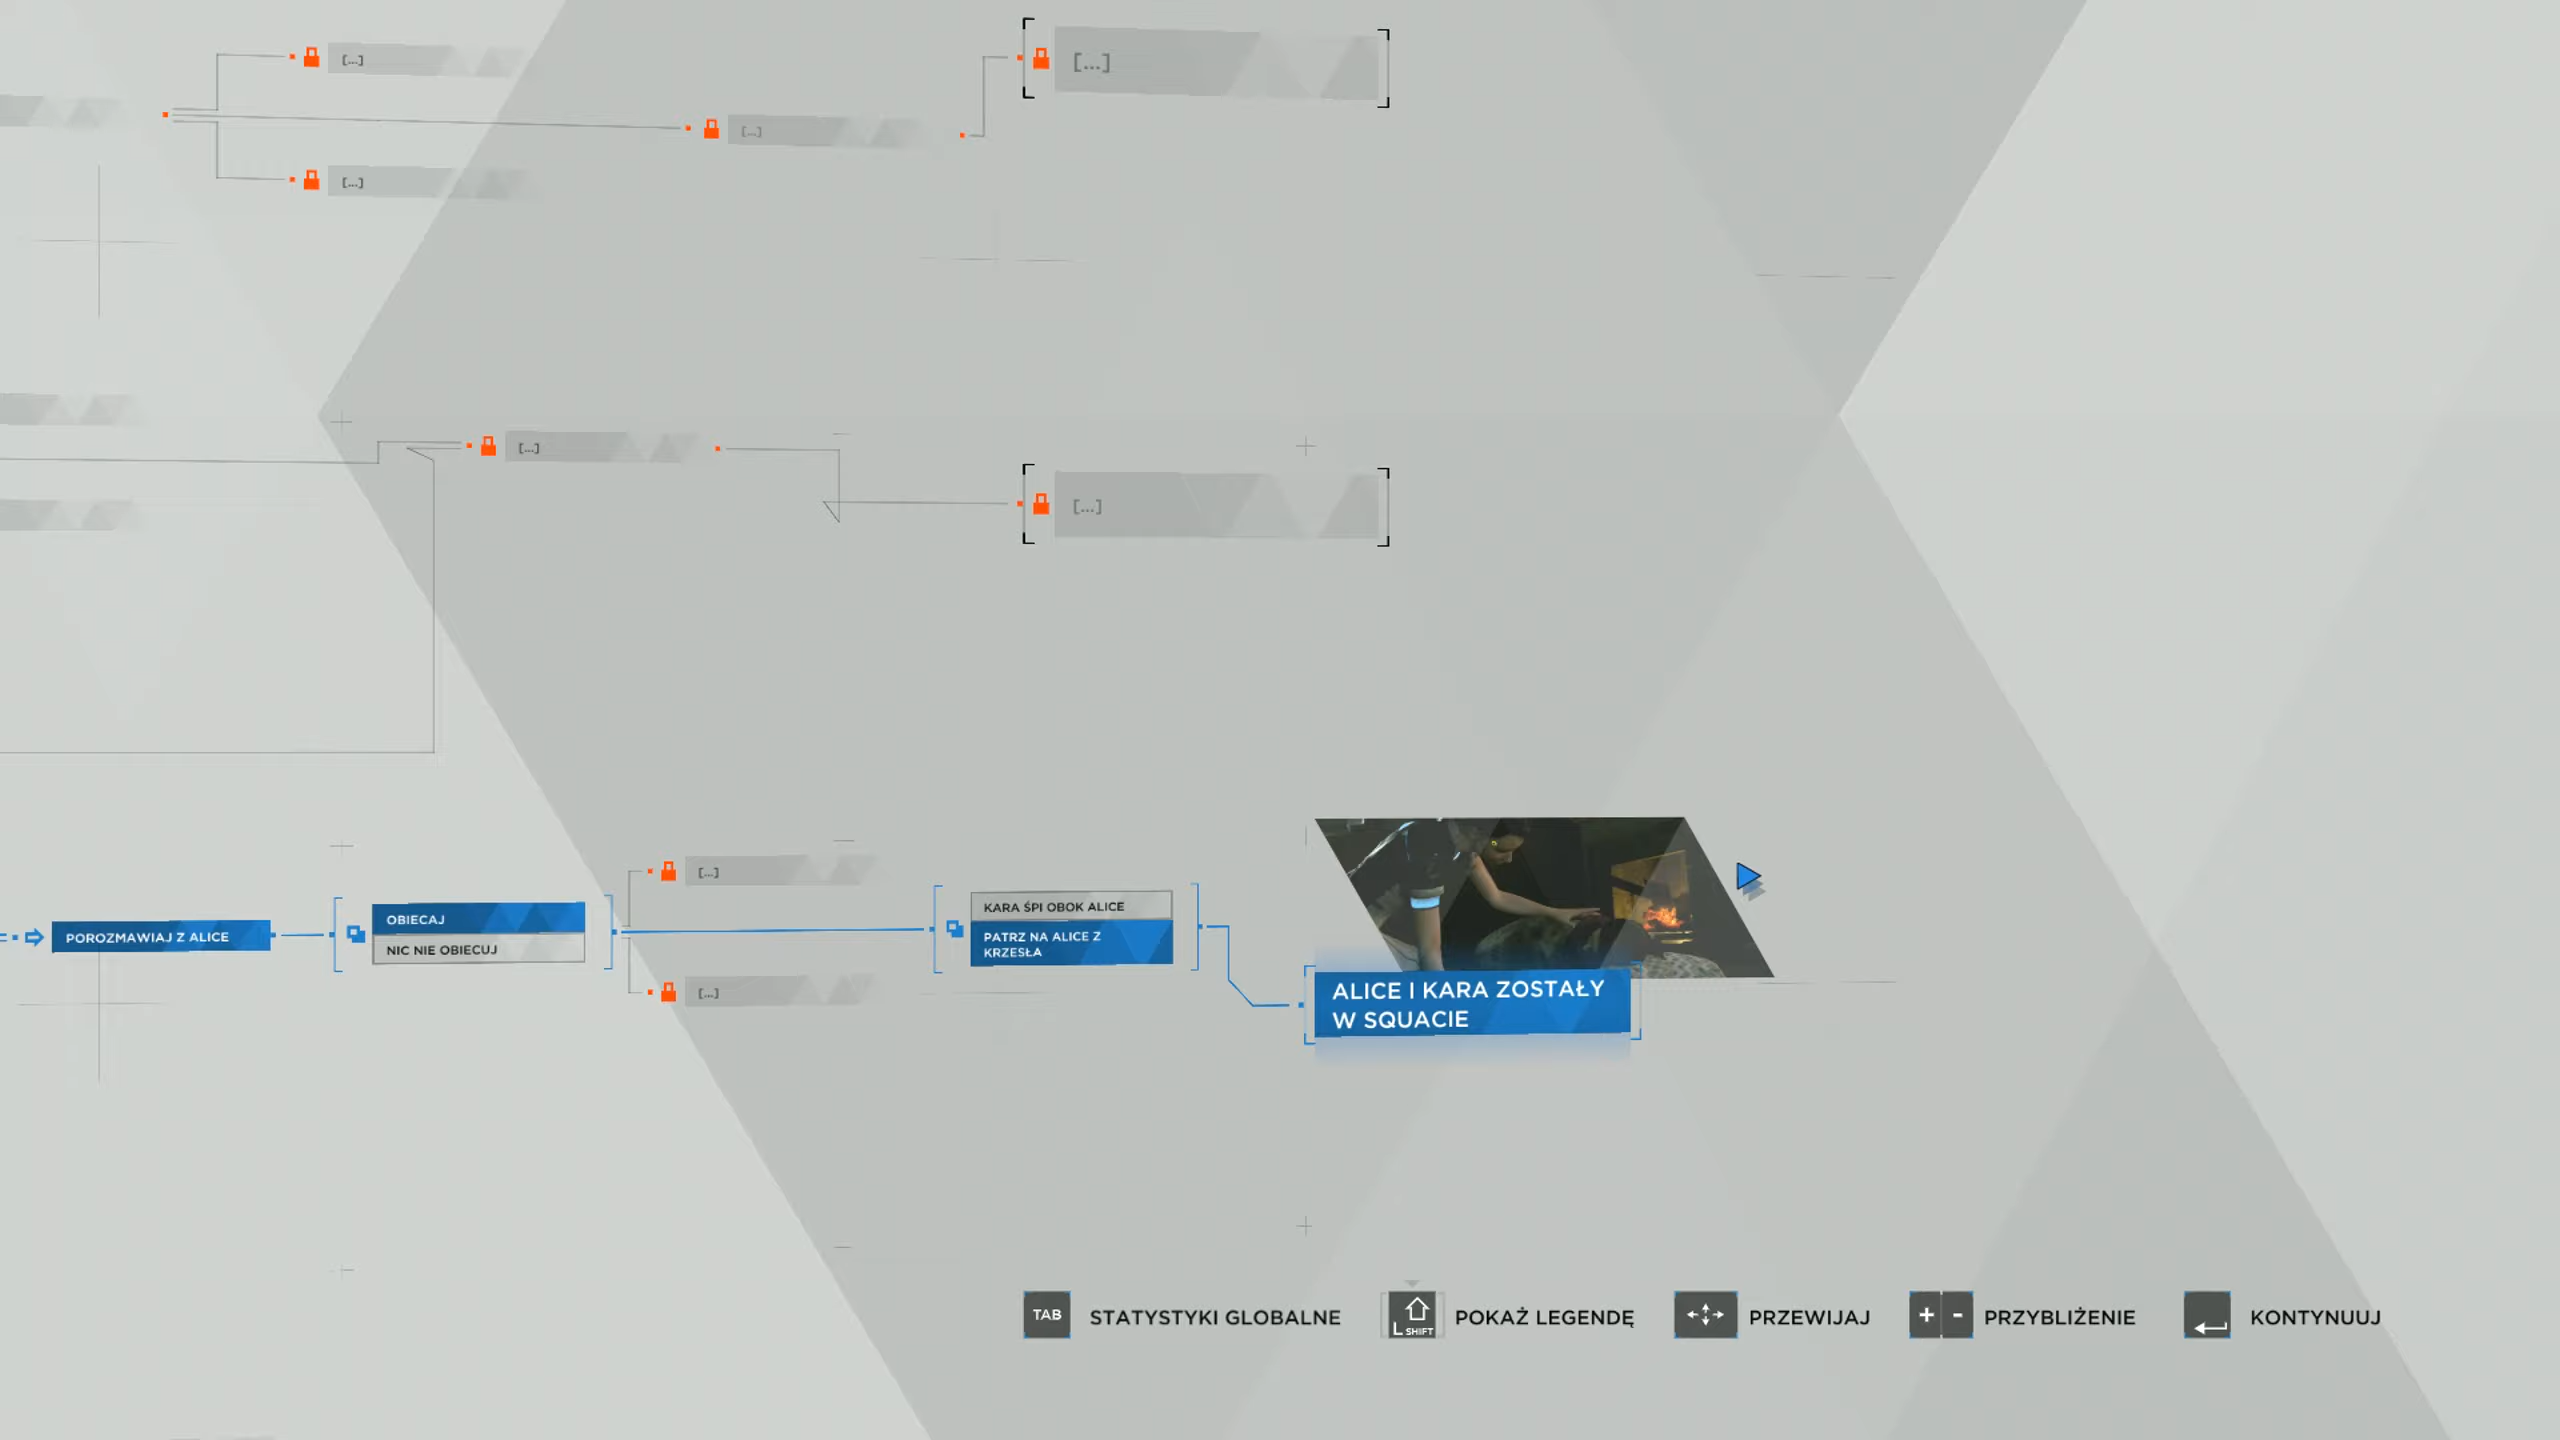 [...]
[...]
[...]
[...]
[...]
[...]
[...]
POROZMAWIAJ Z ALICE
OBIECAJ
NIC NIE OBIECUJ
[...]
KARA ŚPI OBOK ALICE
PATRZ NA ALICE Z
KRZESŁA
ALICE I KARA ZOSTAŁY
W SQUACIE
[...]
TAB STATYSTYKI GLOBALNE
L SHIFT POKAŻ LEGENDĘ
PRZEWIJAJ
+ - PRZYBLIŻENIE
KONTYNUUJ